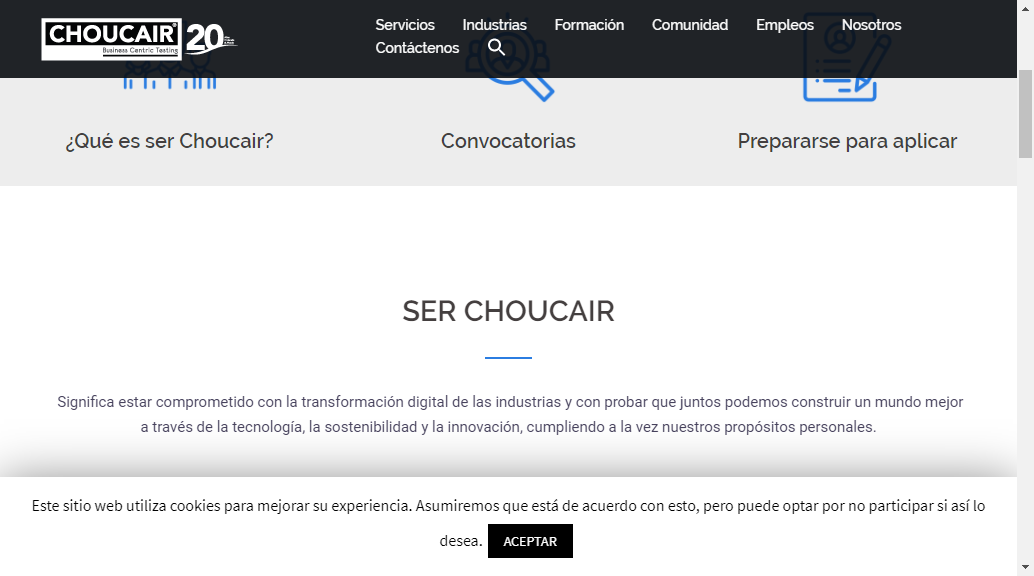 CHOUCAIR®
Business Centric Testing
20
Servicios Industrias Formación Comunidad Empleos Nosotros
Contáctenos
¿Qué es ser Choucair? Convocatorias Prepararse para aplicar
SER CHOUCAIR
Significa estar comprometido con la transformación digital de las industrias y con probar que juntos podemos construir un mundo mejor
a través de la tecnología, la sostenibilidad y la innovación, cumpliendo a la vez nuestros propósitos personales.
Este sitio web utiliza cookies para mejorar su experiencia. Asumiremos que está de acuerdo con esto, pero puede optar por no participar si así lo
desea. ACEPTAR